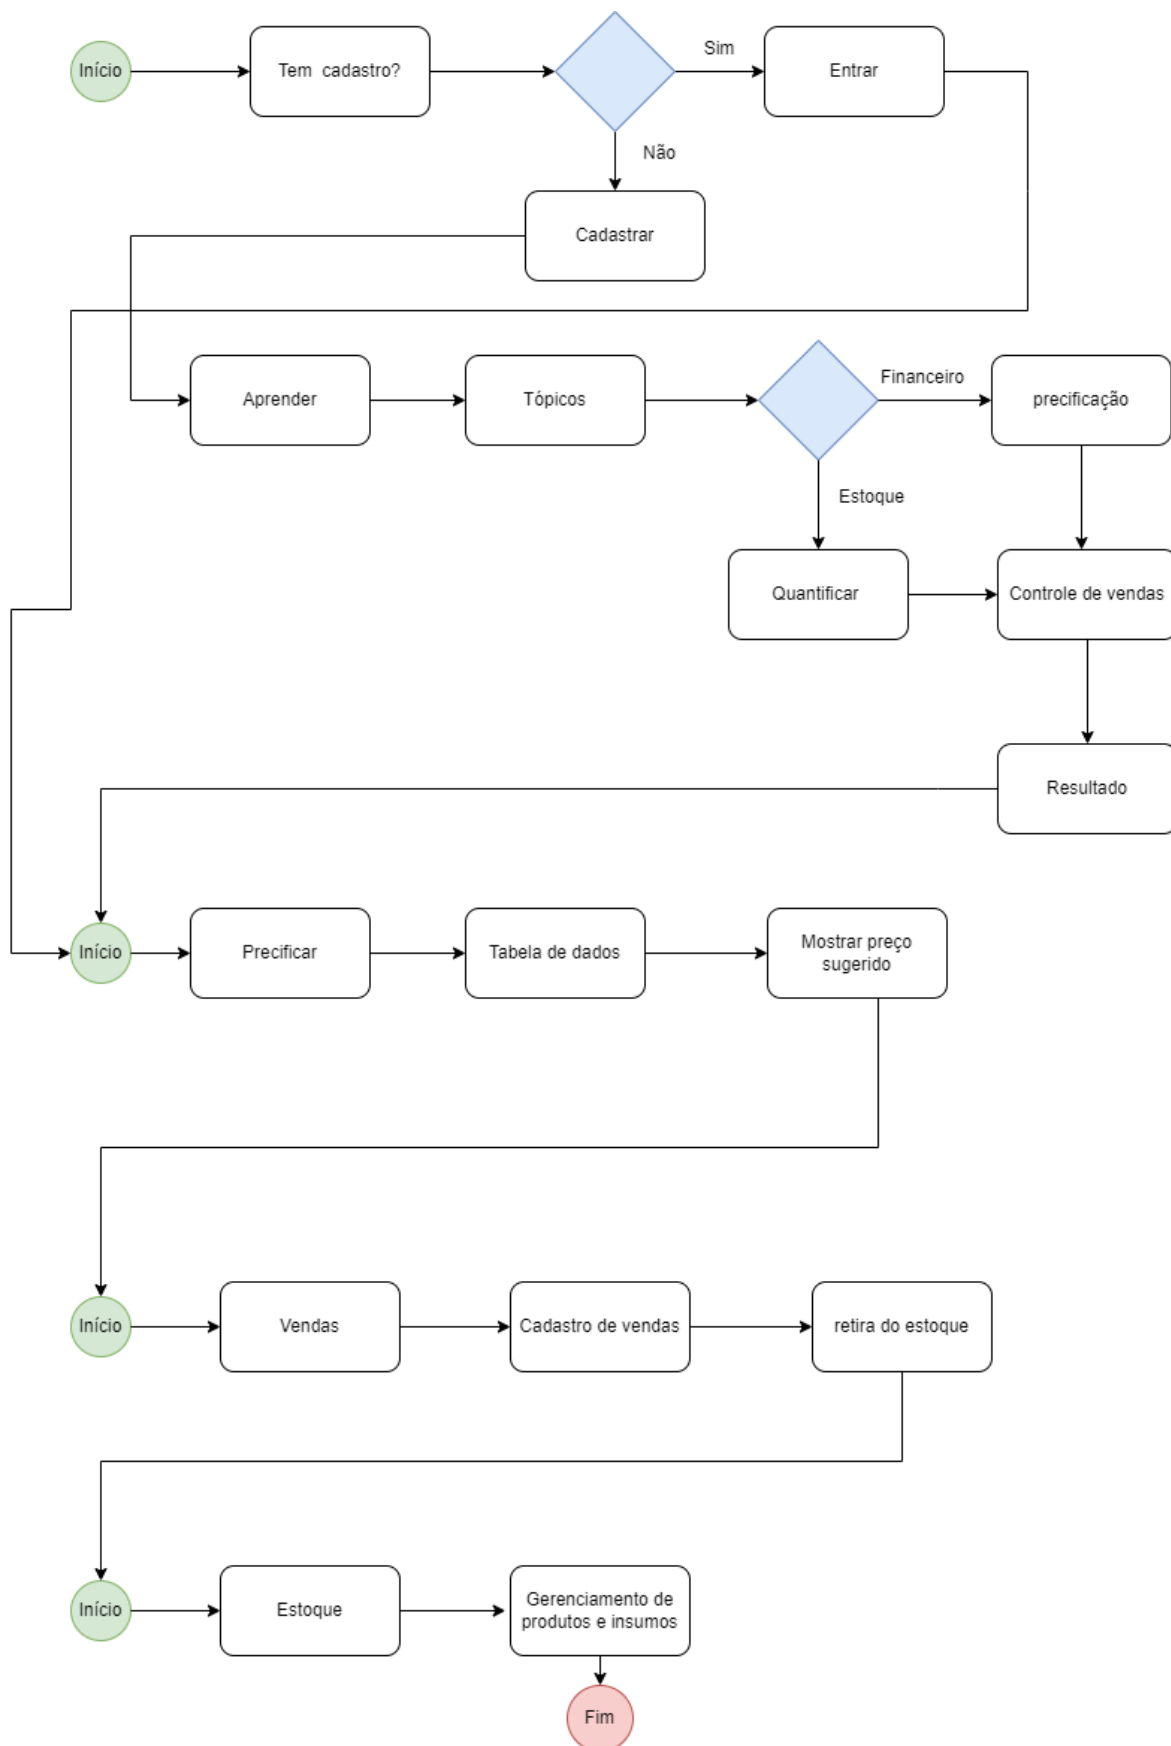 Início
Tem cadastro?
Sim
Entrar
Não
Cadastrar
Aprender
Tópicos
Financeiro
precificação
Estoque
Quantificar
Controle de vendas
Resultado
Início
Precificar
Tabela de dados
Mostrar preço
sugerido
Início
Vendas
Cadastro de vendas
retira do estoque
Início
Estoque
Gerenciamento de
produtos e insumos
Fim